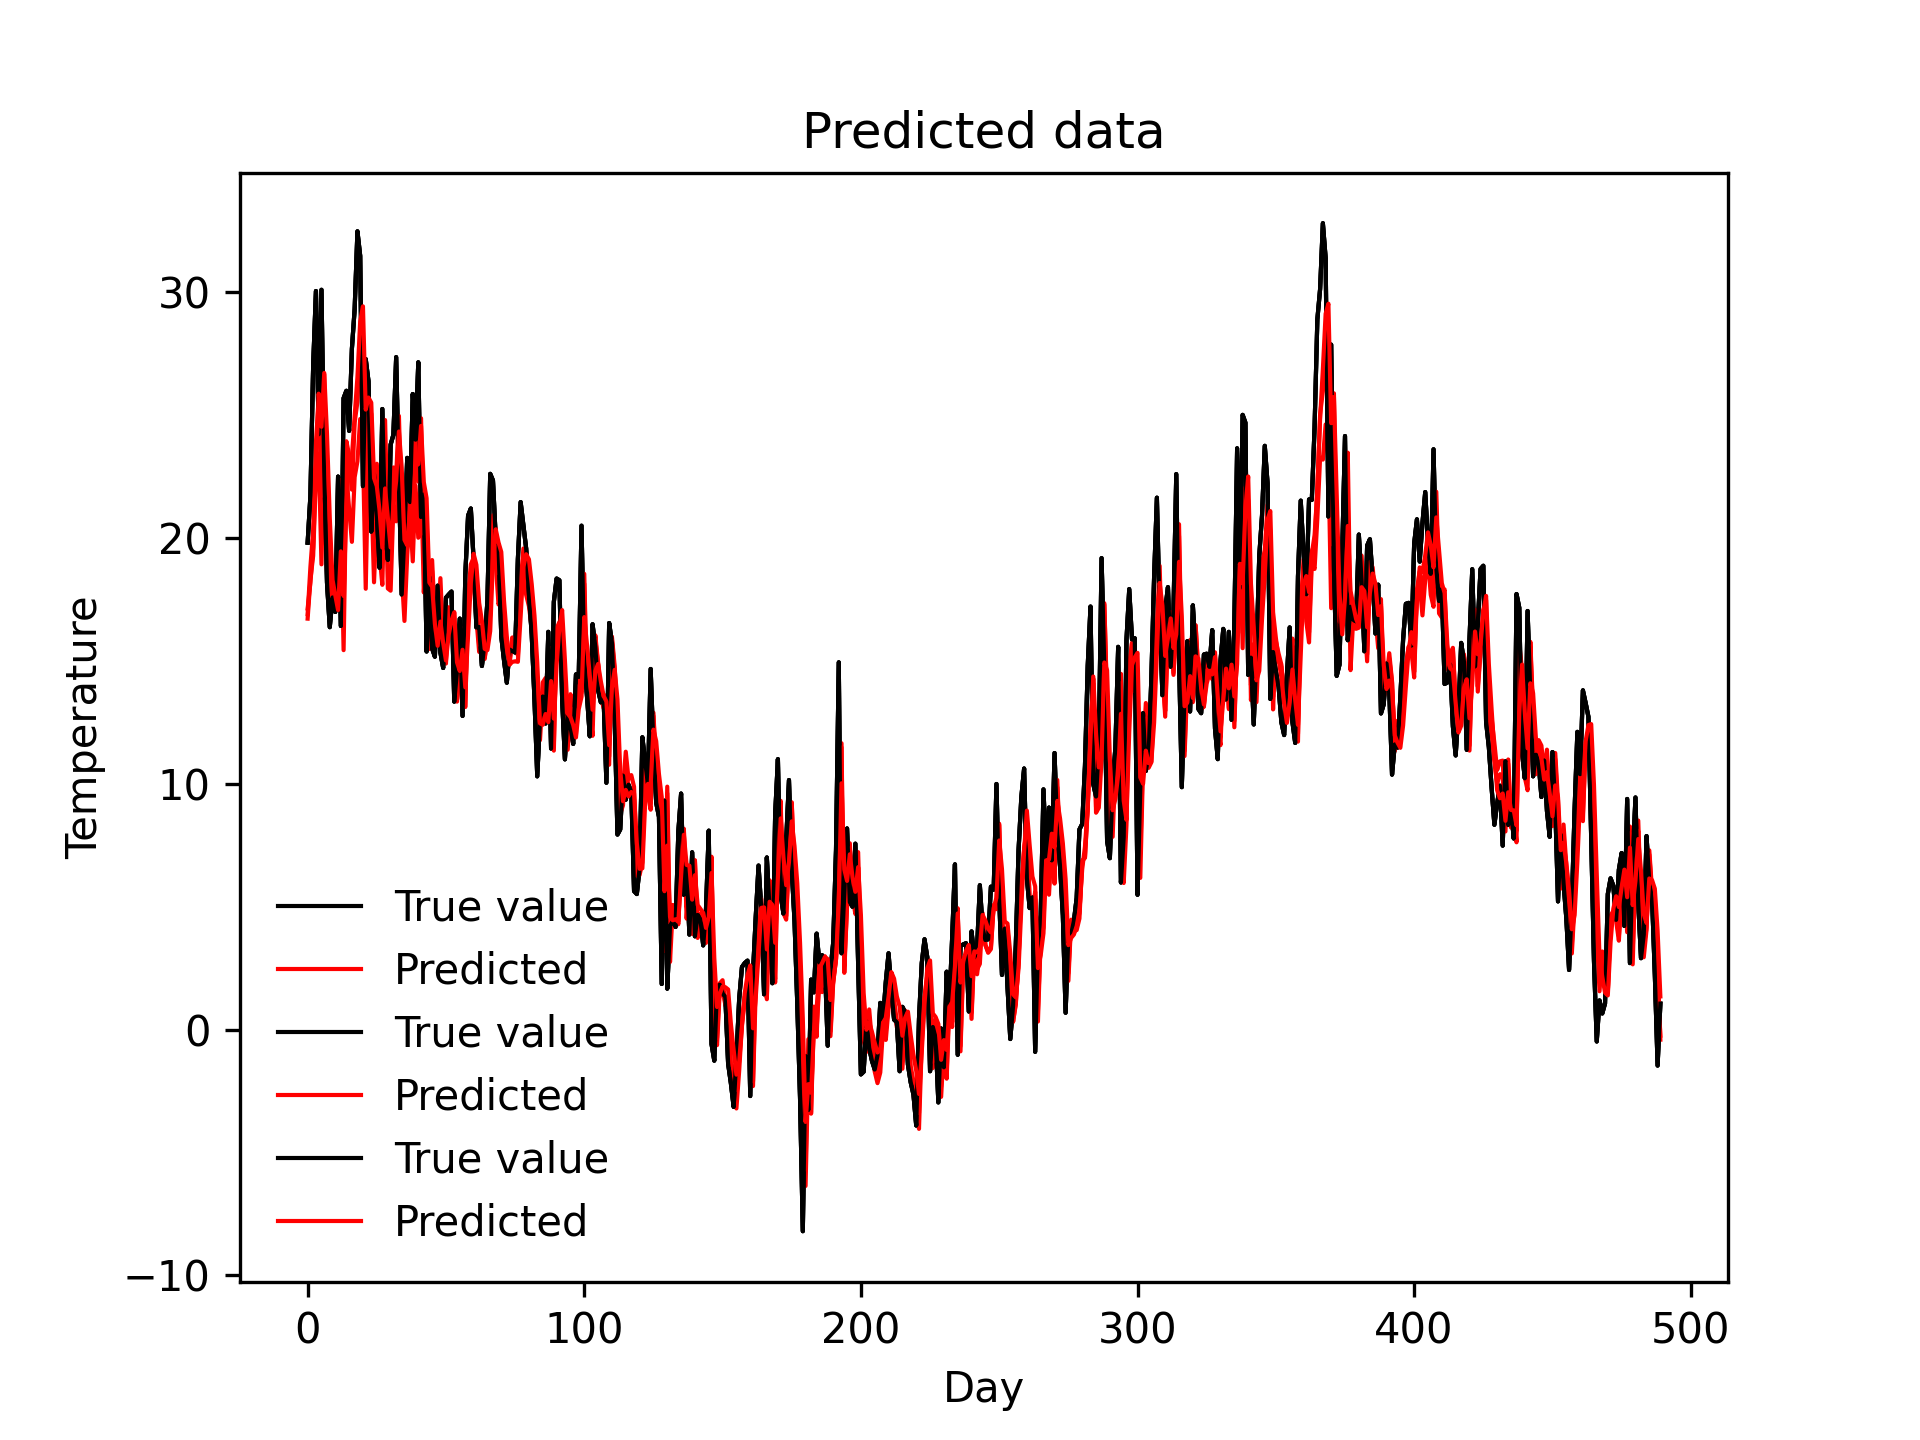 Predicted data
Temperature
30
20
10
0
−10
True value
Predicted
True value
Predicted
True value
Predicted
0 100 200 300 400 500
Day